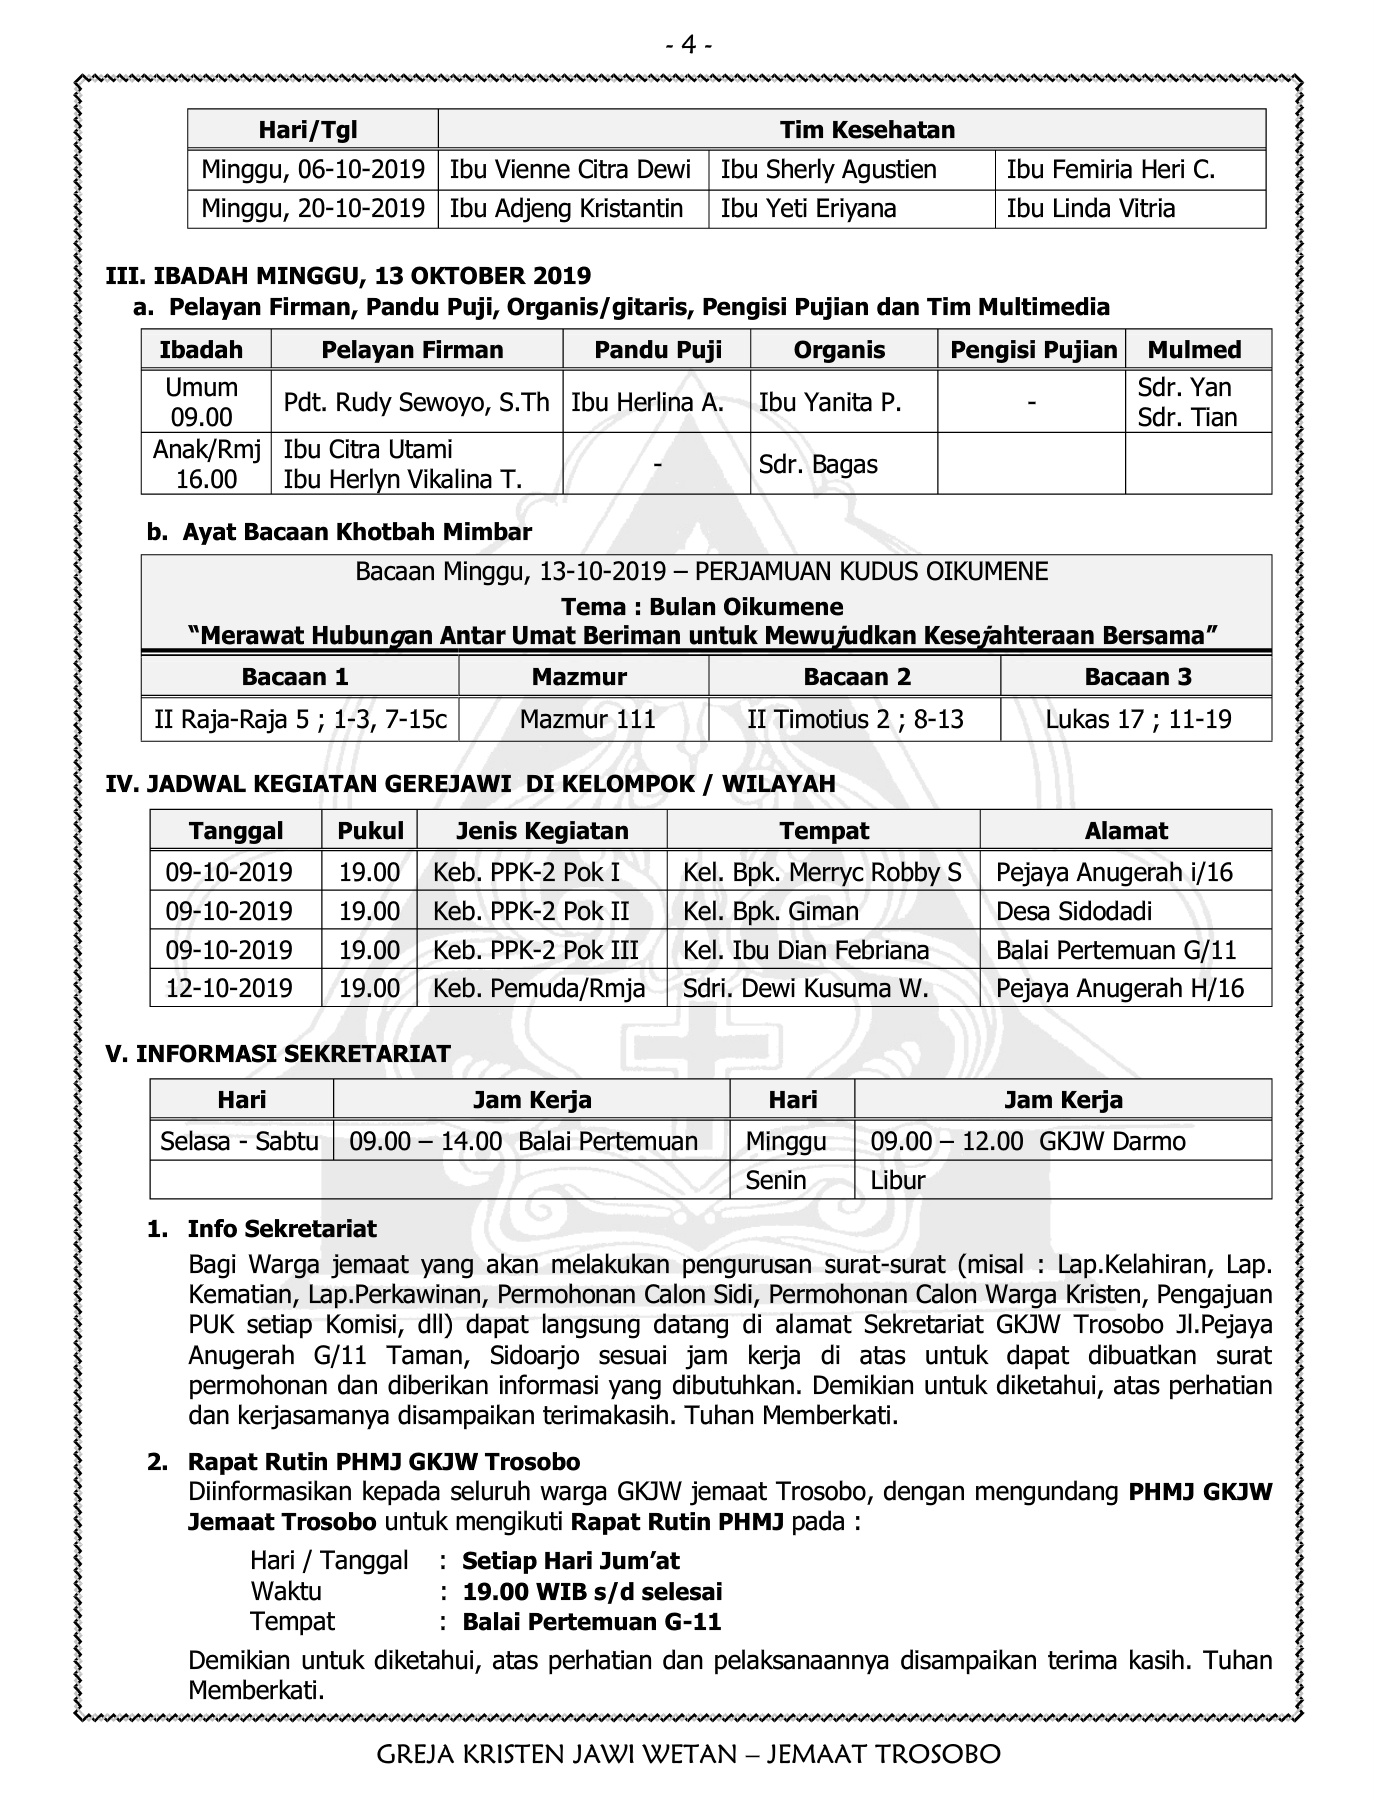 - 4 -
Hari/Tgl Tim Kesehatan
Minggu, 06-10-2019 Ibu Vienne Citra Dewi Ibu Sherly Agustien Ibu Femiria Heri C.
Minggu, 20-10-2019 Ibu Adjeng Kristantin Ibu Yeti Eriyana Ibu Linda Vitria
III. IBADAH MINGGU, 13 OKTOBER 2019
a. Pelayan Firman, Pandu Puji, Organis/gitaris, Pengisi Pujian dan Tim Multimedia
Ibadah Pelayan Firman Pandu Puji Organis Pengisi Pujian Mulmed
Umum
09.00 Pdt. Rudy Sewoyo, S.Th Ibu Herlina A. Ibu Yanita P. - Sdr. Yan
Sdr. Tian
Anak/Rmj
16.00 Ibu Citra Utami
Ibu Herlyn Vikalina T. - Sdr. Bagas
b. Ayat Bacaan Khotbah Mimbar
Bacaan Minggu, 13-10-2019 – PERJAMUAN KUDUS OIKUMENE
Tema : Bulan Oikumene
“Merawat Hubungan Antar Umat Beriman untuk Mewujudkan Kesejahteraan Bersama”
Bacaan 1 Mazmur Bacaan 2 Bacaan 3
II Raja-Raja 5 ; 1-3, 7-15c Mazmur 111 II Timotius 2 ; 8-13 Lukas 17 ; 11-19
IV. JADWAL KEGIATAN GEREJAWI DI KELOMPOK / WILAYAH
Tanggal Pukul Jenis Kegiatan Tempat Alamat
09-10-2019 19.00 Keb. PPK-2 Pok I Kel. Bpk. Merryc Robby S Pejaya Anugerah i/16
09-10-2019 19.00 Keb. PPK-2 Pok II Kel. Bpk. Giman Desa Sidodadi
09-10-2019 19.00 Keb. PPK-2 Pok III Kel. Ibu Dian Febriana Balai Pertemuan G/11
12-10-2019 19.00 Keb. Pemuda/Rmja Sdri. Dewi Kusuma W. Pejaya Anugerah H/16
V. INFORMASI SEKRETARIAT
Hari Jam Kerja Hari Jam Kerja
Selasa - Sabtu 09.00 – 14.00 Balai Pertemuan Minggu 09.00 – 12.00 GKJW Darmo
Senin Libur
1. Info Sekretariat
Bagi Warga jemaat yang akan melakukan pengurusan surat-surat (misal : Lap.Kelahiran, Lap.
Kematian, Lap.Perkawinan, Permohonan Calon Sidi, Permohonan Calon Warga Kristen, Pengajuan
PUK setiap Komisi, dll) dapat langsung datang di alamat Sekretariat GKJW Trosobo Jl.Pejaya
Anugerah G/11 Taman, Sidoarjo sesuai jam kerja di atas untuk dapat dibuatkan surat
permohonan dan diberikan informasi yang dibutuhkan. Demikian untuk diketahui, atas perhatian
dan kerjasamanya disampaikan terimakasih. Tuhan Memberkati.
2. Rapat Rutin PHMJ GKJW Trosobo
Diinformasikan kepada seluruh warga GKJW jemaat Trosobo, dengan mengundang PHMJ GKJW
Jemaat Trosobo untuk mengikuti Rapat Rutin PHMJ pada :
Hari / Tanggal : Setiap Hari Jum’at
Waktu : 19.00 WIB s/d selesai
Tempat : Balai Pertemuan G-11
Demikian untuk diketahui, atas perhatian dan pelaksanaannya disampaikan terima kasih. Tuhan
Memberkati.
GREJA KRISTEN JAWI WETAN – JEMAAT TROSOBO